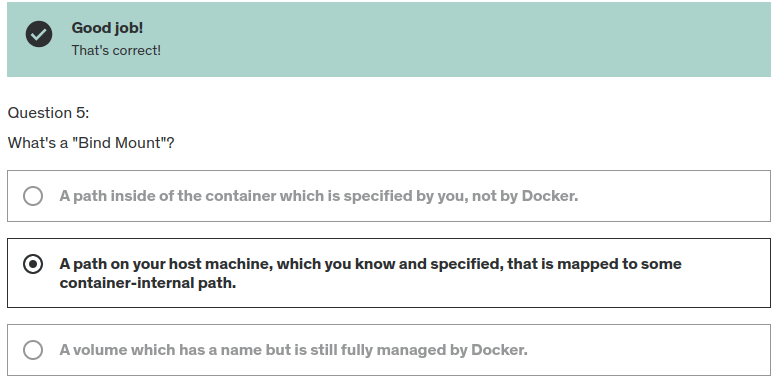 Good job!
That's correct!
Question 5:
What's a "Bind Mount"?
A path inside of the container which is specified by you, not by Docker.
A path on your host machine, which you know and specified, that is mapped to some
container-internal path.
A volume which has a name but is still fully managed by Docker.